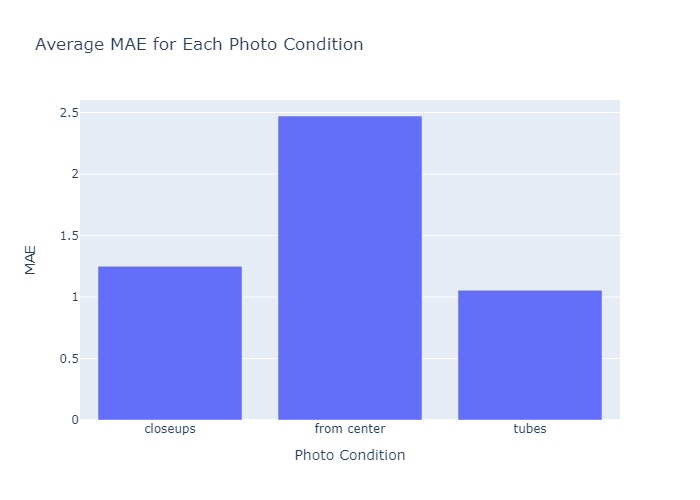 Average MAE for Each Photo Condition
2.5
2
1.5
1
0.5
0
MAE
closeups from center tubes
Photo Condition